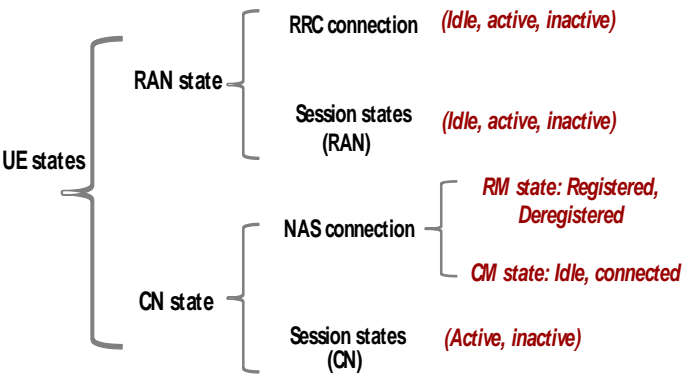 UE states
RAN state
RRC connection (Idle, active, inactive)
Session states
(RAN)
(Idle, active, inactive)
CN state
NAS connection
RM state: Registered,
Deregistered
CM state: Idle, connected
Session states
(CN)
(Active, inactive)